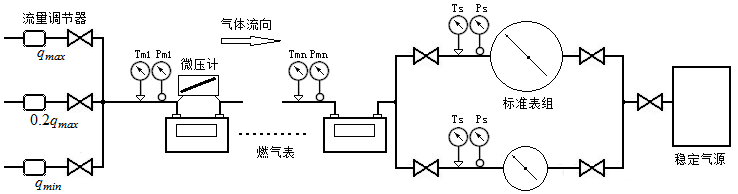 流量调节器
qmax
0.2qmax
qmin
气体流向
Tm1 Pm1
微压计
燃气表
Tmn Pmn
Ts Ps
标准表组
Ts Ps
稳定气源